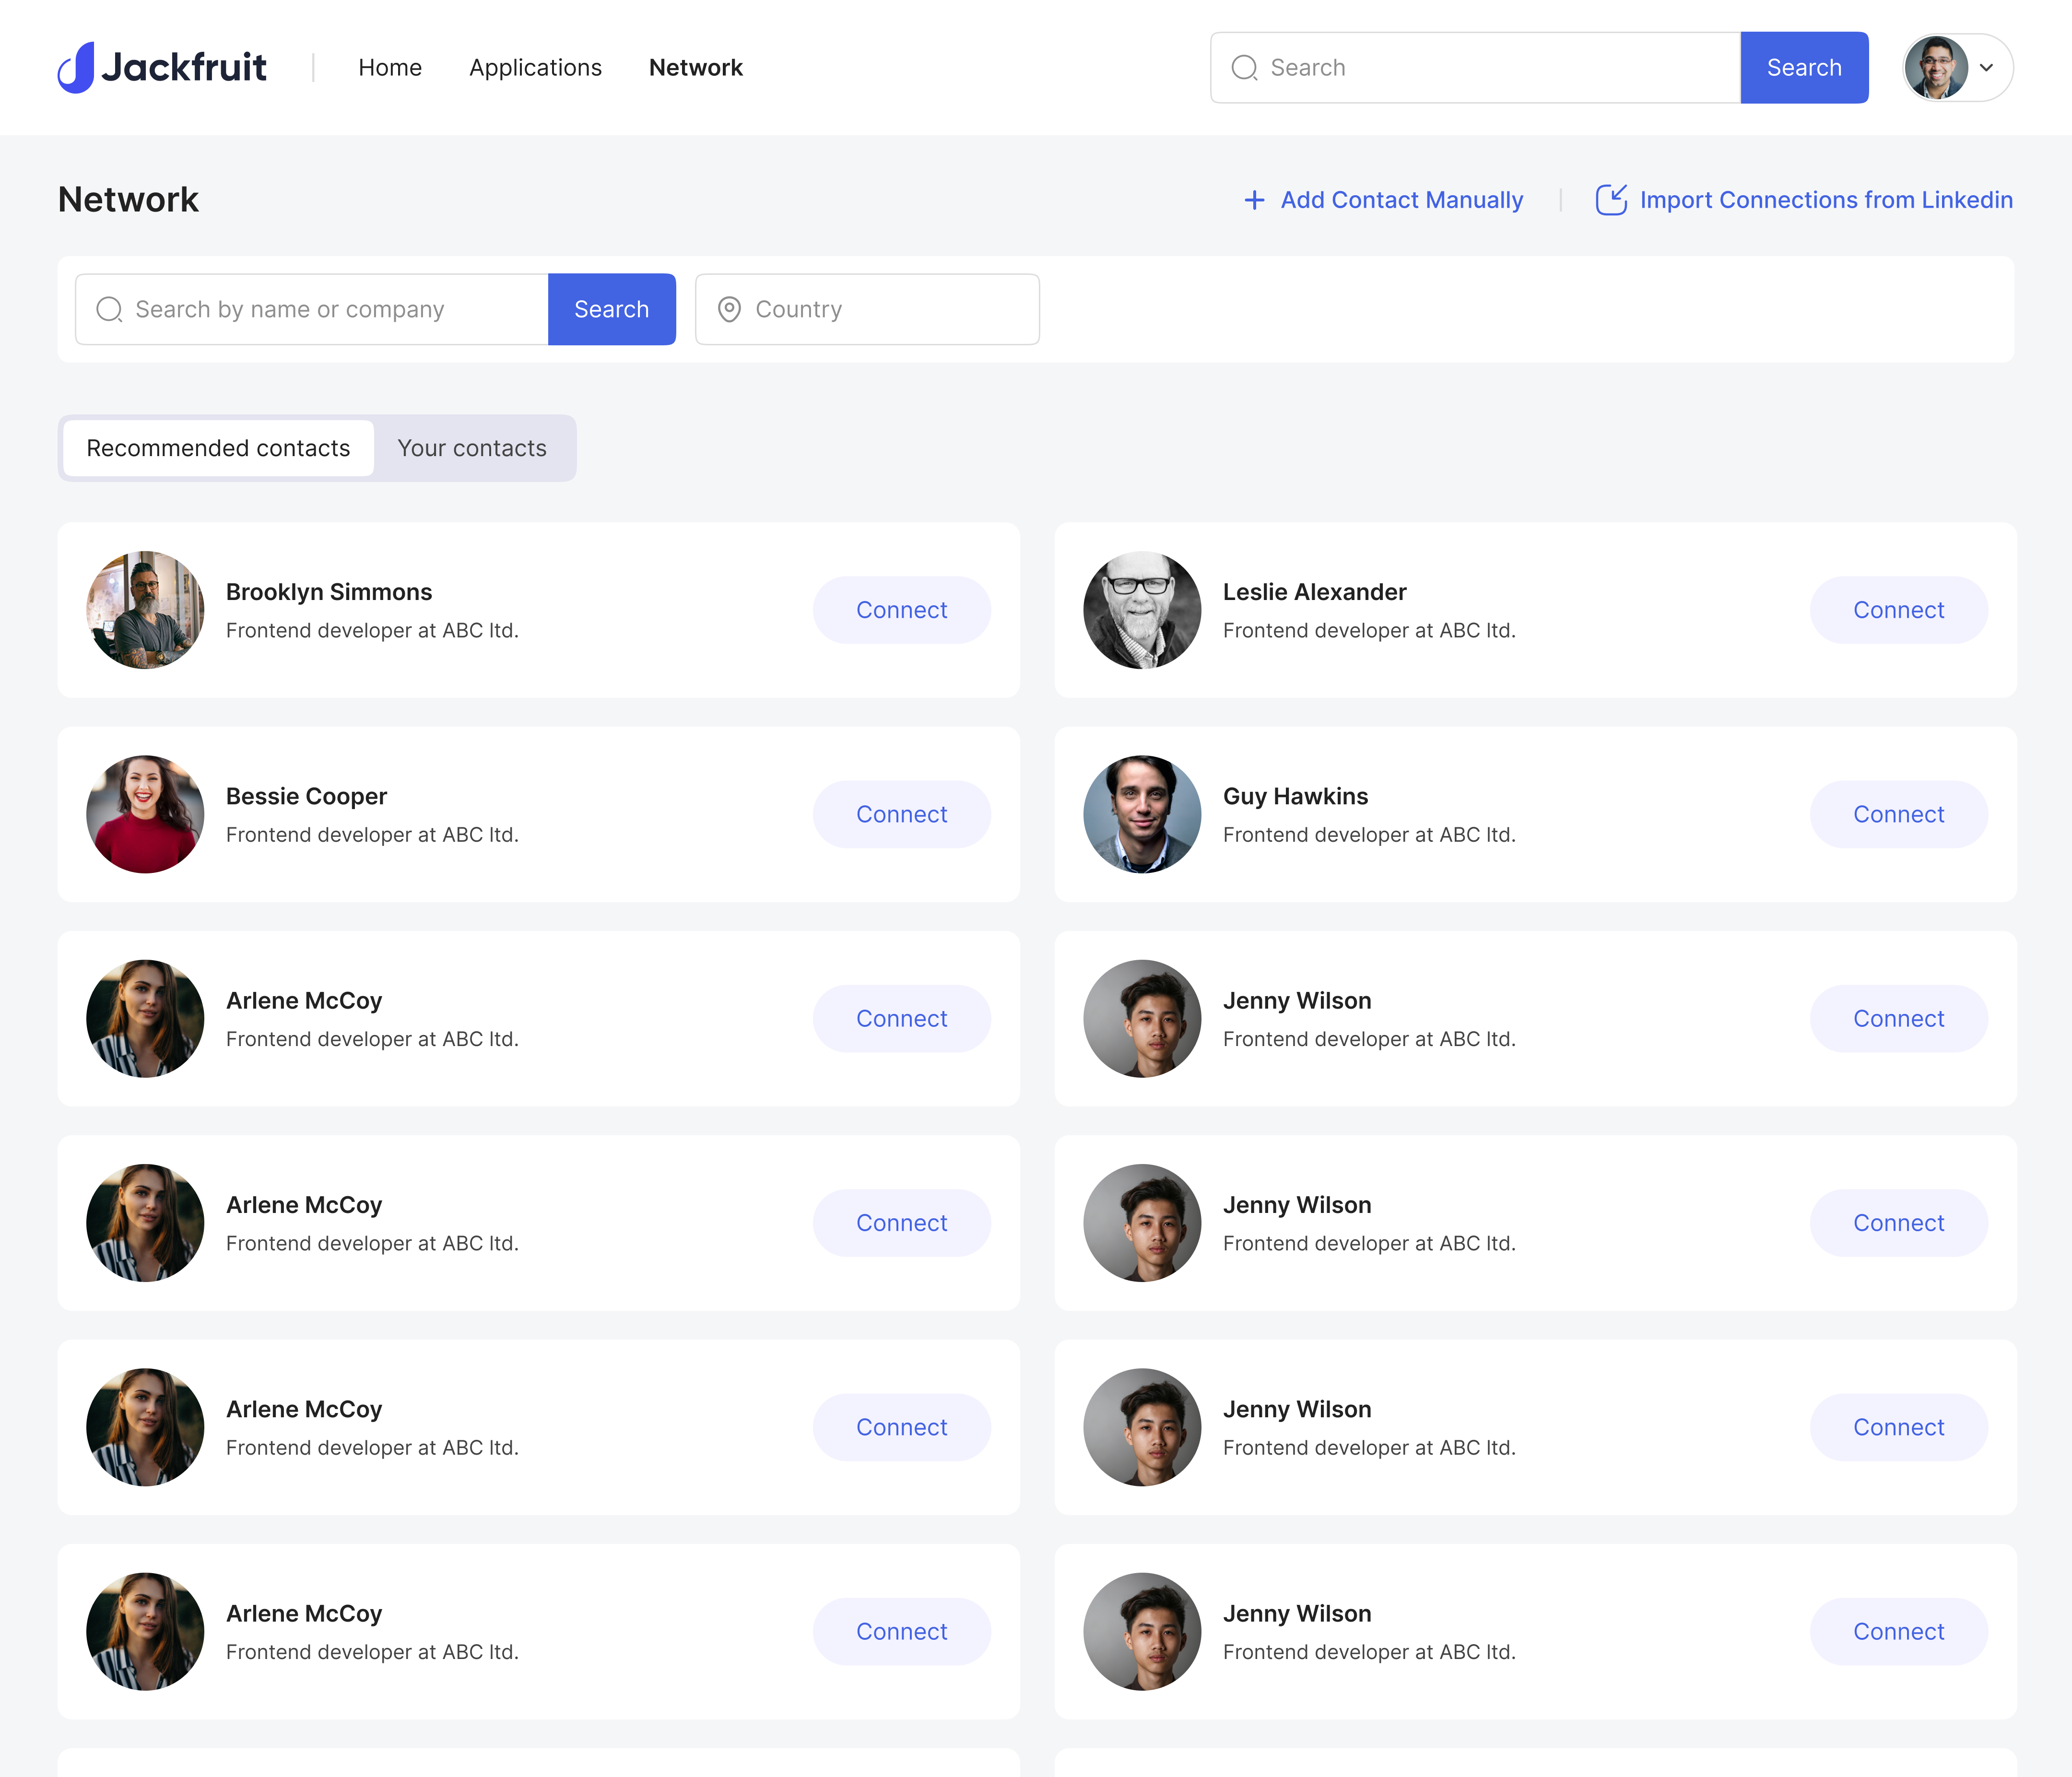 Jackfruit
Home Applications Network
Search Search
Network
Add Contact Manually
Import Connections from Linkedin
Search by name or company Search
Country
Recommended contacts Your contacts
Brooklyn Simmons
Frontend developer at ABC ltd.
Connect
Leslie Alexander
Frontend developer at ABC ltd.
Connect
Bessie Cooper
Frontend developer at ABC ltd.
Connect
Guy Hawkins
Frontend developer at ABC ltd.
Connect
Arlene McCoy
Frontend developer at ABC ltd.
Connect
Jenny Wilson
Frontend developer at ABC ltd.
Connect
Arlene McCoy
Frontend developer at ABC ltd.
Connect
Jenny Wilson
Frontend developer at ABC ltd.
Connect
Arlene McCoy
Frontend developer at ABC ltd.
Connect
Jenny Wilson
Frontend developer at ABC ltd.
Connect
Arlene McCoy
Frontend developer at ABC ltd.
Connect
Jenny Wilson
Frontend developer at ABC ltd.
Connect